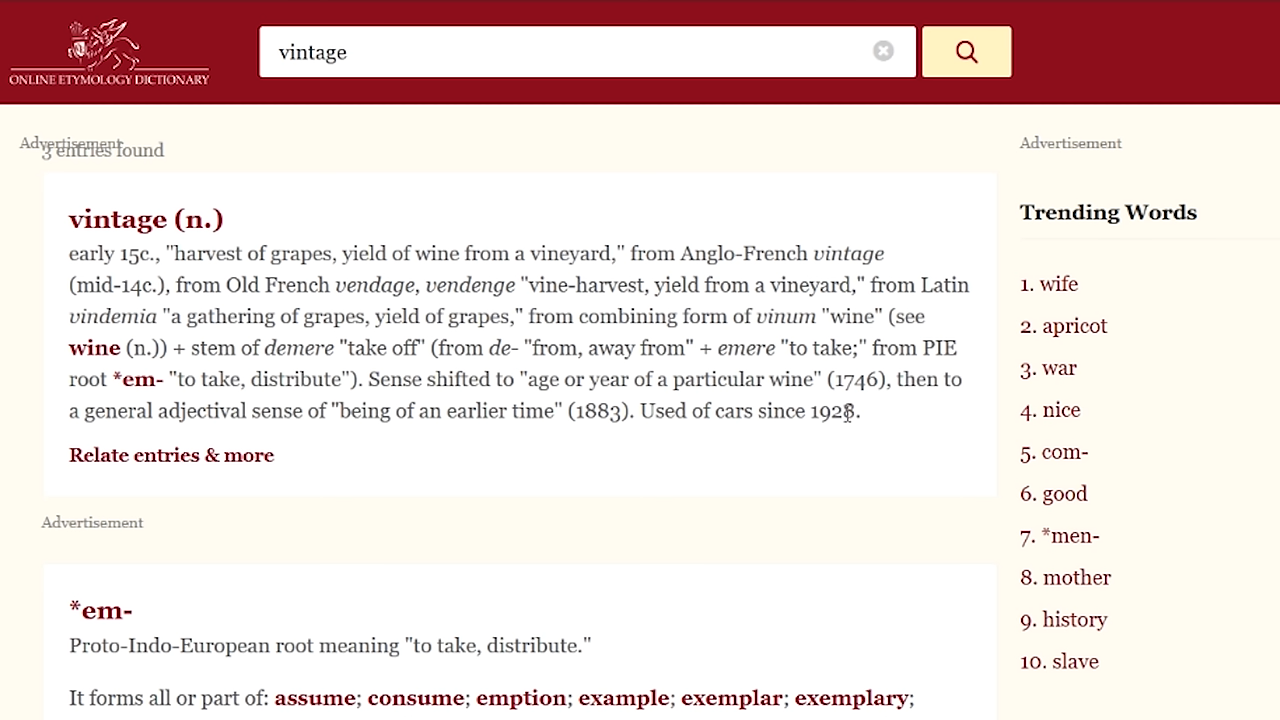 ONLINE ETYMOLOGY DICTIONARY
vintage
Advertisement
3 entries found
vintage (n.)
early 15c., "harvest of grapes, yield of wine from a vineyard," from Anglo-French vintage
(mid-14c.), from Old French vendage, vendenge "vine-harvest, yield from a vineyard," from Latin
vindemia "a gathering of grapes, yield of grapes," from combining form of vinum "wine" (see
wine (n.)) + stem of demere "take off" (from de- "from, away from" + emere "to take;" from PIE
root *em- "to take, distribute"). Sense shifted to "age or year of a particular wine" (1746), then to
a general adjectival sense of "being of an earlier time" (1883). Used of cars since 1928.
Relate entries & more
Advertisement
*em-
Proto-Indo-European root meaning "to take, distribute."
It forms all or part of: assume; consume; emption; example; exemplar; exemplary;
Advertisement
Trending Words
1. wife
2. apricot
3. war
4. nice
5. com-
6. good
7. *men-
8. mother
9. history
10. slave